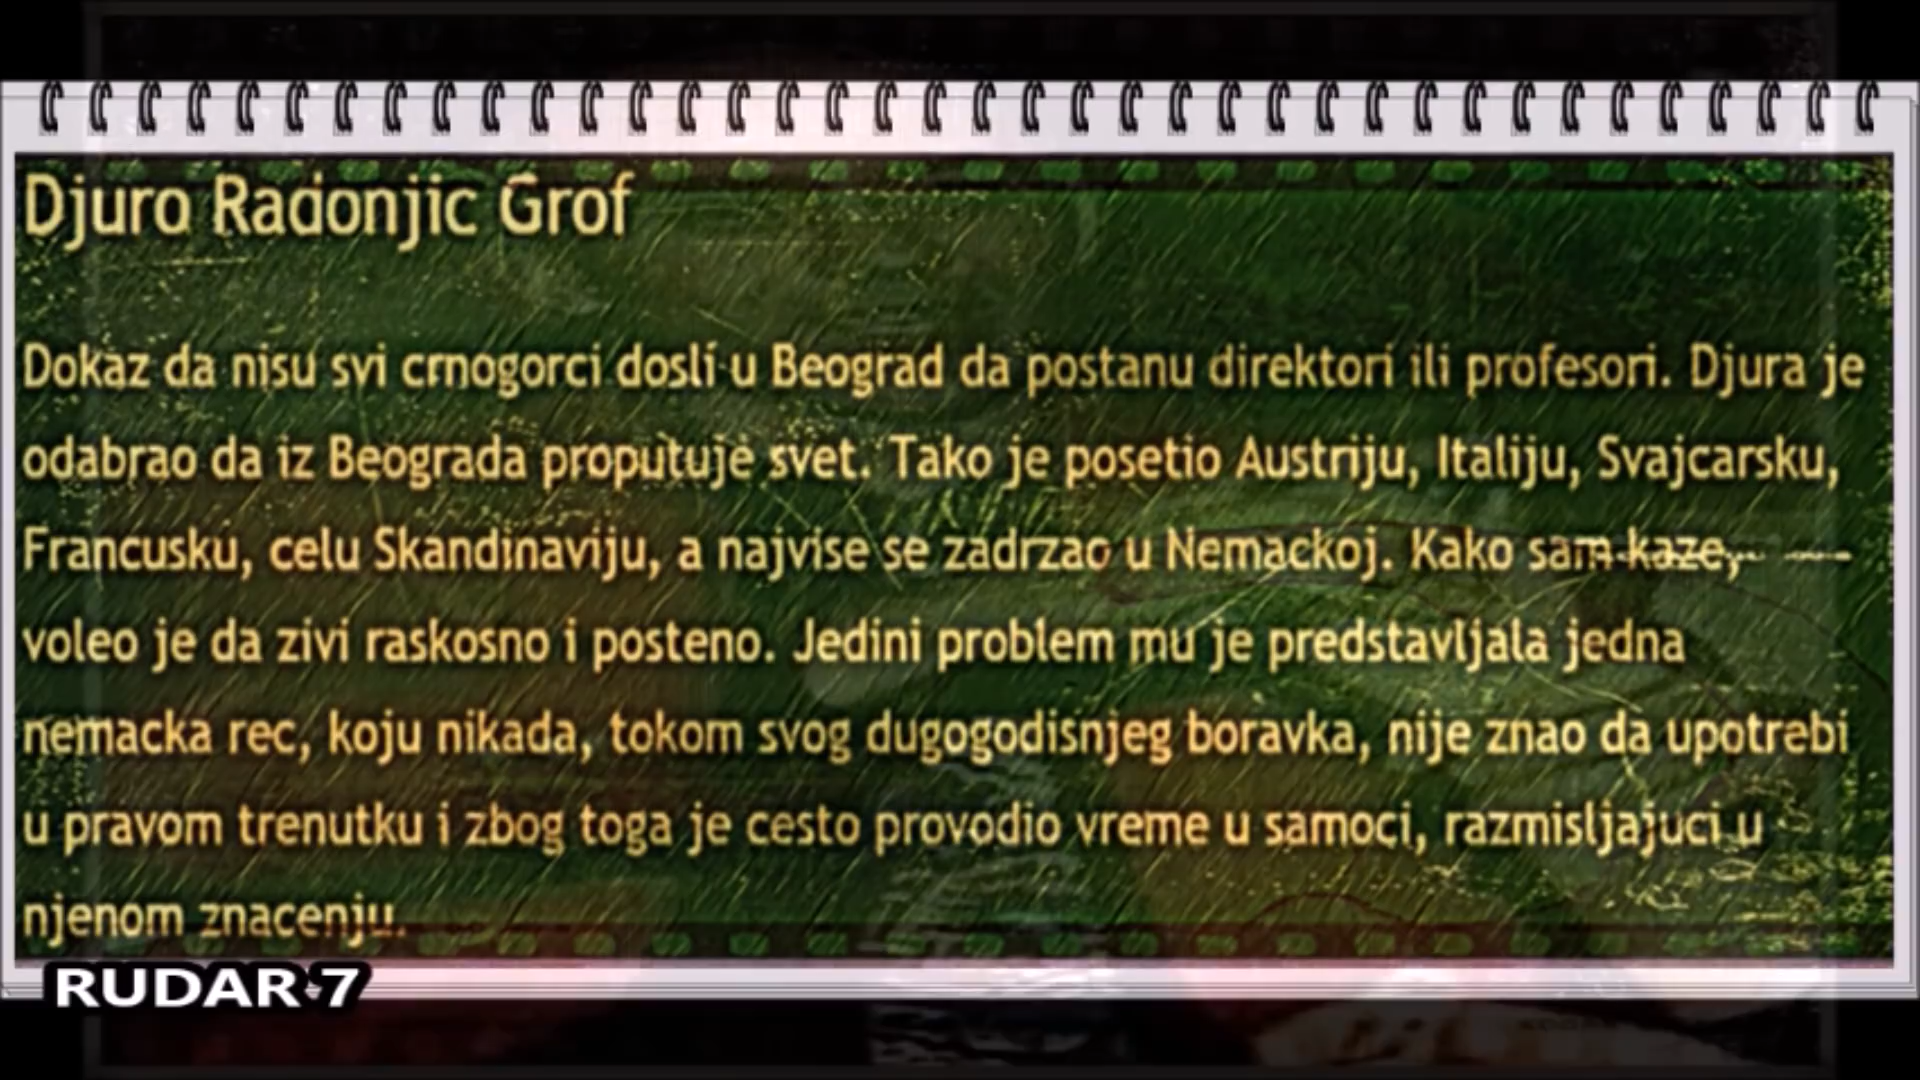 Djuro Radonjic Grof
Dokaz da nisu svi crnogorci dosli u Beograd da postanu direktori ili profesori. Djura je
odabrao da iz Beograda proputuje svet. Tako je posetio Austriju, Italiju, Svajcarsku,
Francusku, celu Skandinaviju, a najvise se zadrzao u Nemackoj. Kako sam kaze,
voleo je da zivi raskosno i posteno. Jedini problem mu je predstavljala jedna
nemacka rec, koju nikada, tokom svog dugogodisnjeg boravka, nije znao da upotrebi
u pravom trenutku i zbog toga je cesto provodio vreme u samoci, razmisljajuci u
njenom znacenju.
RUDAR 7